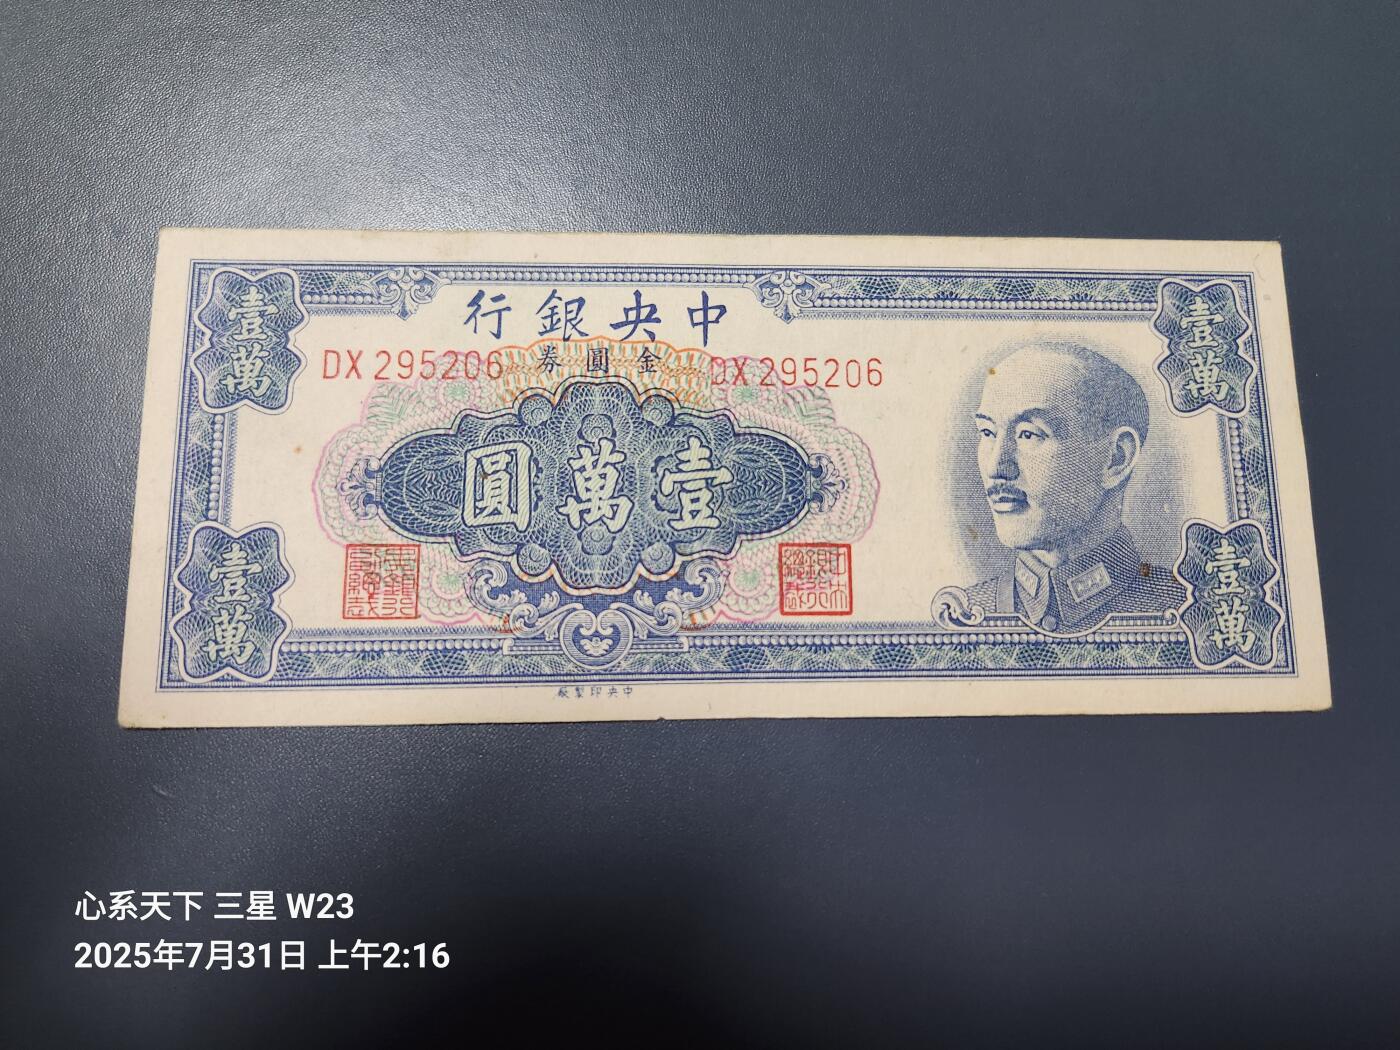 壹萬
中央銀行
壹萬
DX 295206
金圓券
DX 295206
壹萬圓
壹萬
壹萬
中央印製廠
心系天下 三星 W23
2025年7月31日 上午2:16